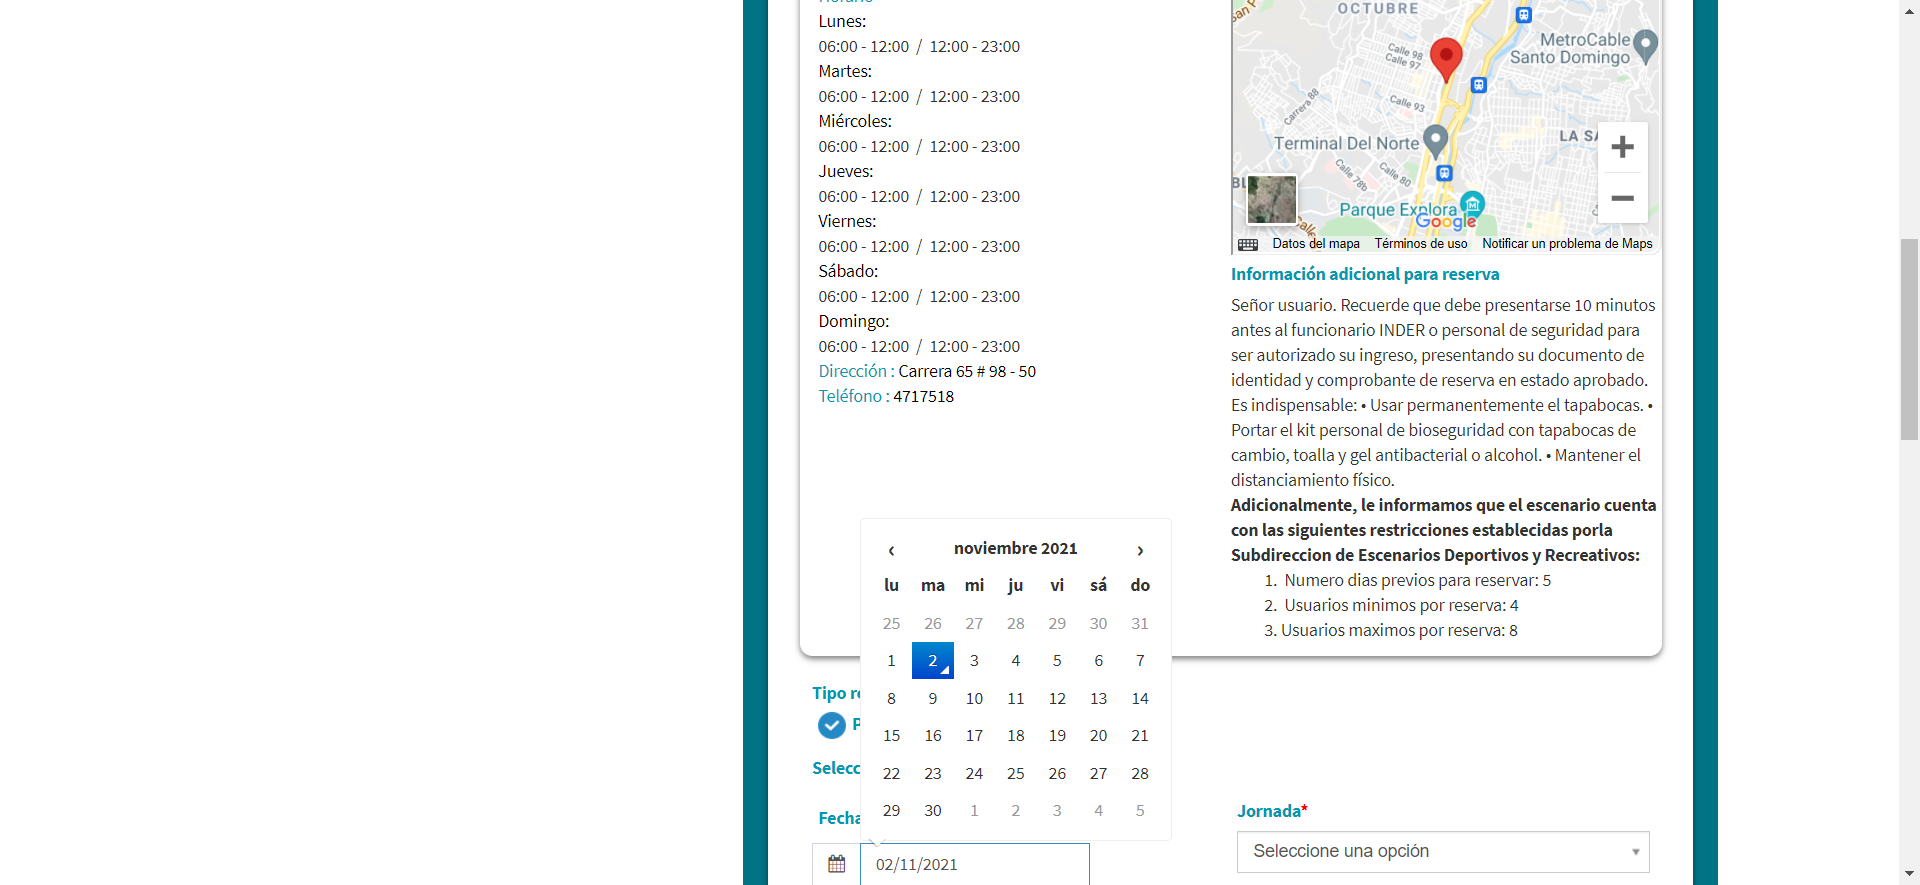 Lunes:
06:00 - 12:00 / 12:00 - 23:00
Martes:
06:00 - 12:00 / 12:00 - 23:00
Miércoles:
06:00 - 12:00 / 12:00 - 23:00
Jueves:
06:00 - 12:00 / 12:00 - 23:00
Viernes:
06:00 - 12:00 / 12:00 - 23:00
Sábado:
06:00 - 12:00 / 12:00 - 23:00
Domingo:
06:00 - 12:00 / 12:00 - 23:00
Dirección : Carrera 65 # 98 - 50
Teléfono : 4717518
OCTUBRE
MetroCable
Santo Domingo
Calle 98
Calle 97
Carrera 88
Calle 93
Terminal Del Norte
LA SA
Calle 78b
Calle 80
Parque Explora
Google
Calle
Datos del mapa Términos de uso Notificar un problema de Maps
Información adicional para reserva
Señor usuario. Recuerde que debe presentarse 10 minutos
antes al funcionario INDER o personal de seguridad para
ser autorizado su ingreso, presentando su documento de
identidad y comprobante de reserva en estado aprobado.
Es indispensable: • Usar permanentemente el tapabocas. •
Portar el kit personal de bioseguridad con tapabocas de
cambio, toalla y gel antibacterial o alcohol. • Mantener el
distanciamiento físico.
Adicionalmente, le informamos que el escenario cuenta
con las siguientes restricciones establecidas porla
Subdireccion de Escenarios Deportivos y Recreativos:
1. Numero dias previos para reservar: 5
2. Usuarios minimos por reserva: 4
3. Usuarios maximos por reserva: 8
‹ noviembre 2021 ›
lu ma mi ju vi sá do
25 26 27 28 29 30 31
1 2 3 4 5 6 7
8 9 10 11 12 13 14
15 16 17 18 19 20 21
22 23 24 25 26 27 28
29 30 1 2 3 4 5
Tipo
Selecc
Fecha
02/11/2021
Jornada*
Seleccione una opción